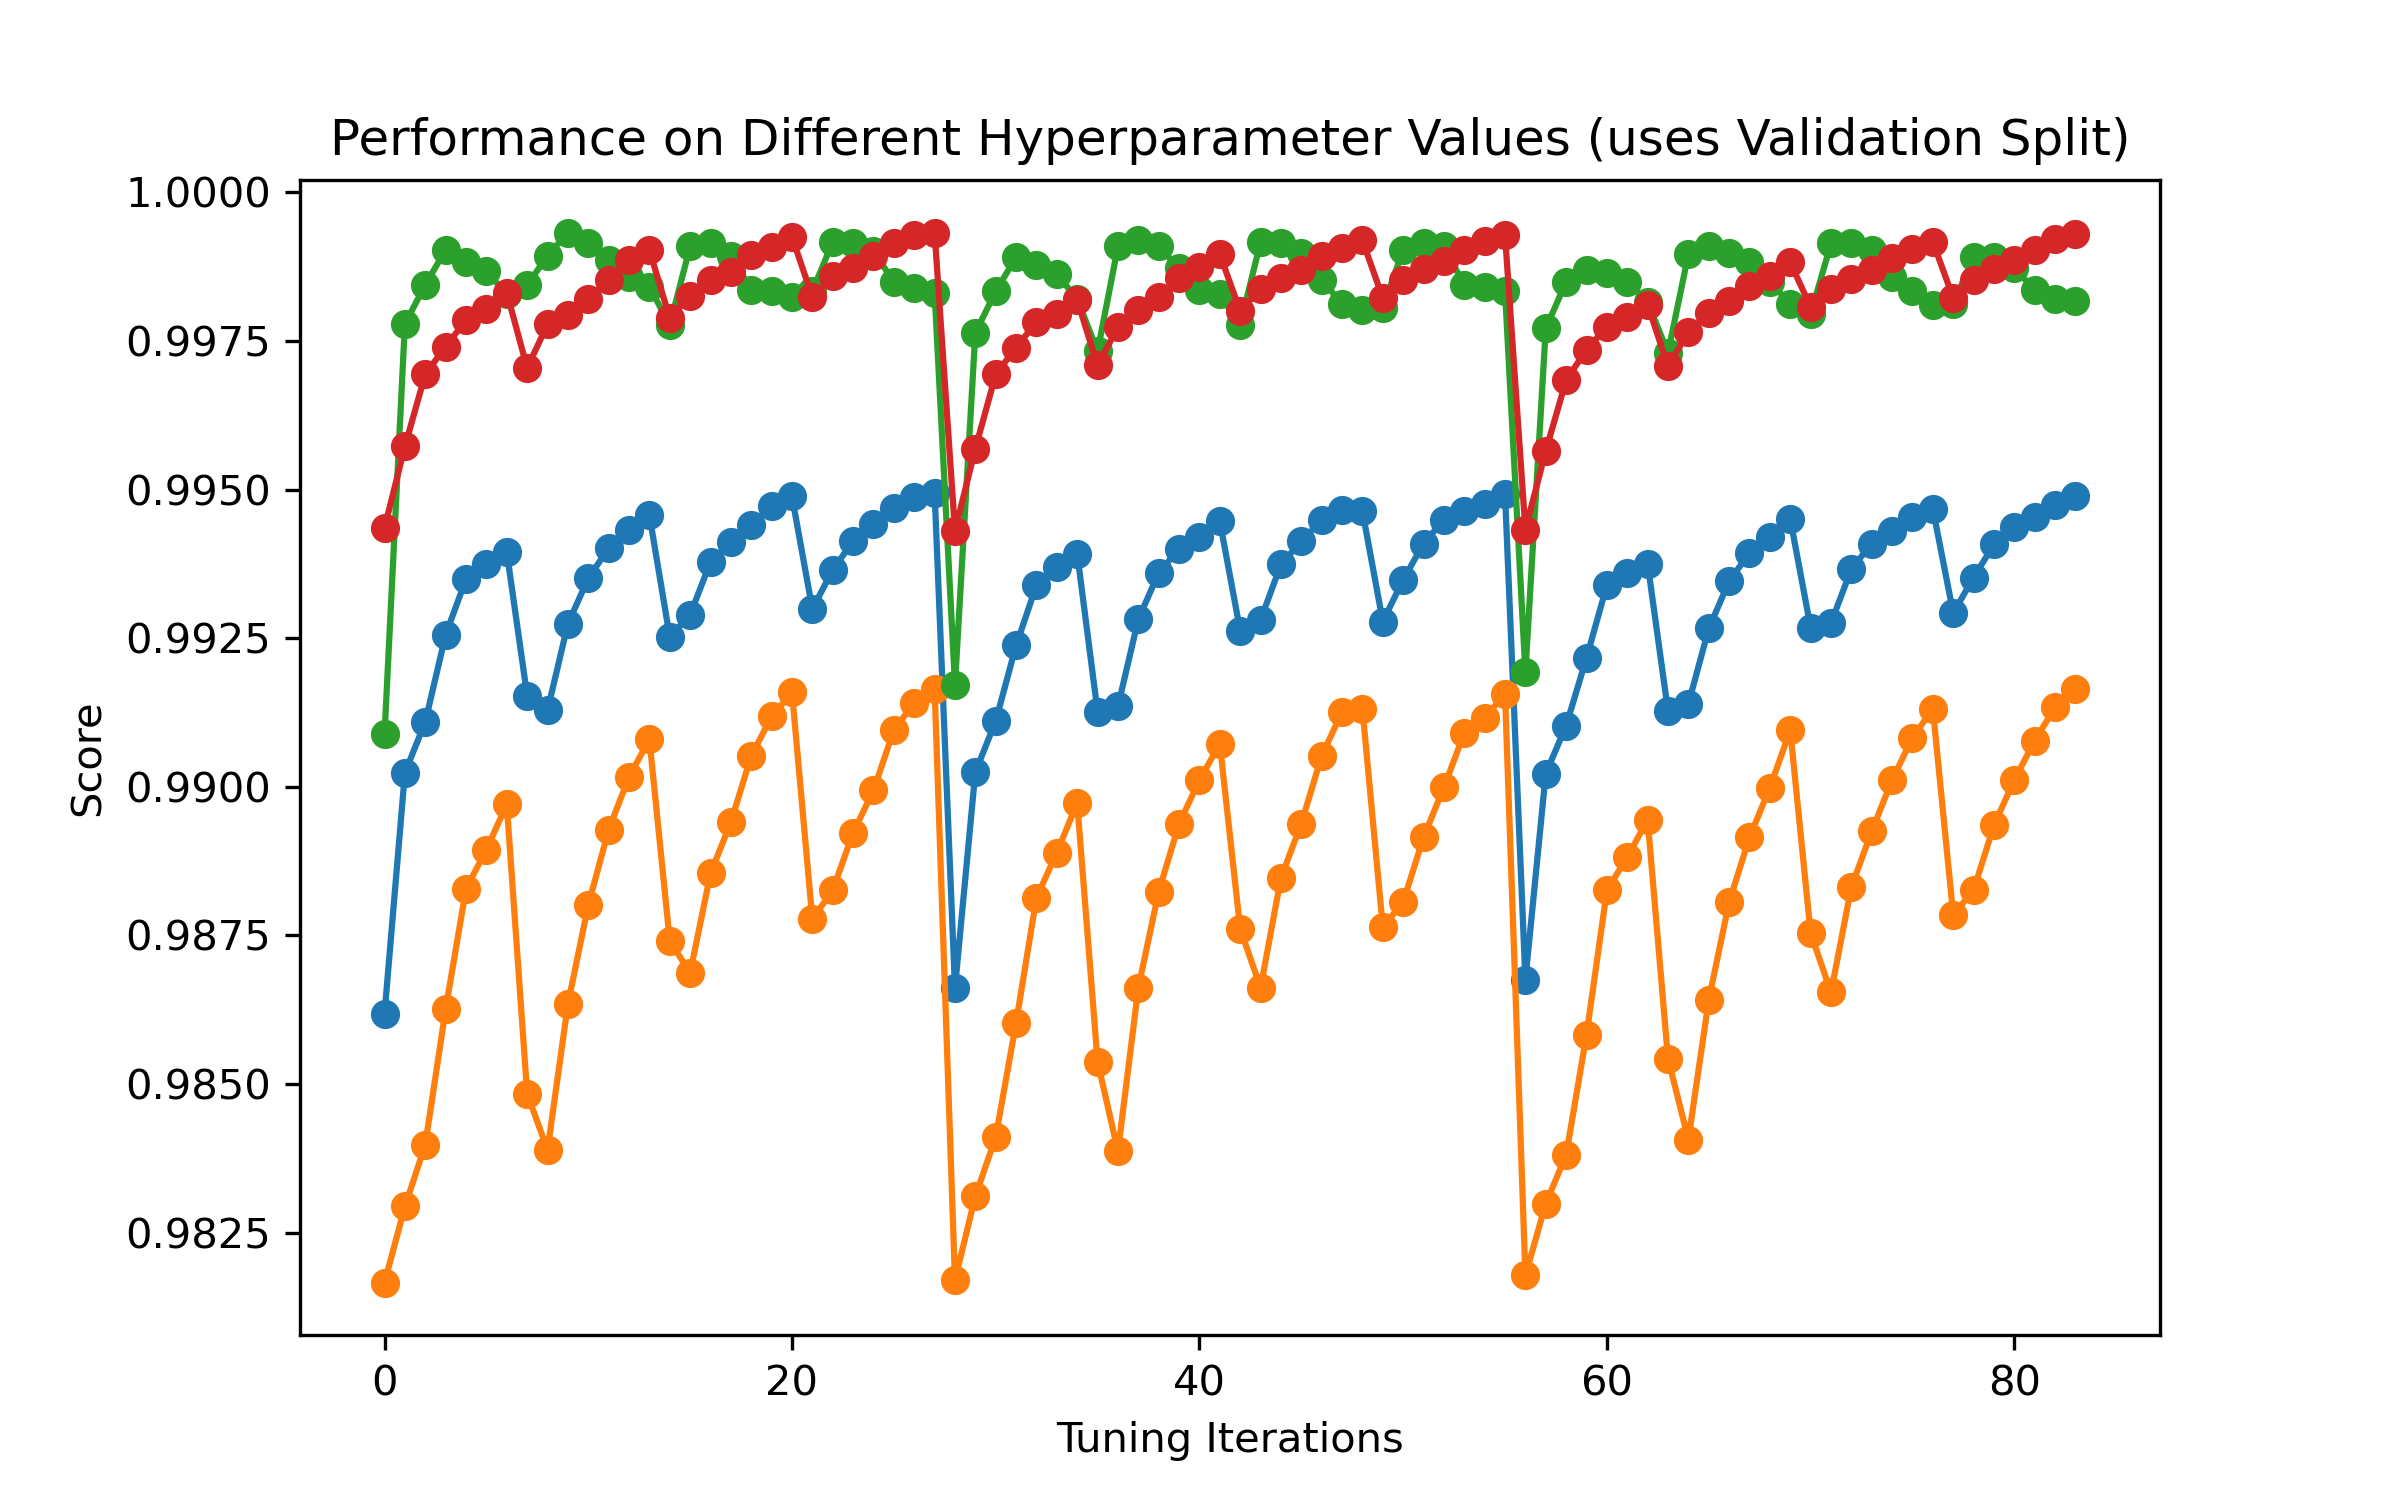 Performance on Different Hyperparameter Values (uses Validation Split)
1.0000
0.9975
0.9950
0.9925
0.9900
0.9875
0.9850
0.9825
Score
0 20 40 60 80
Tuning Iterations